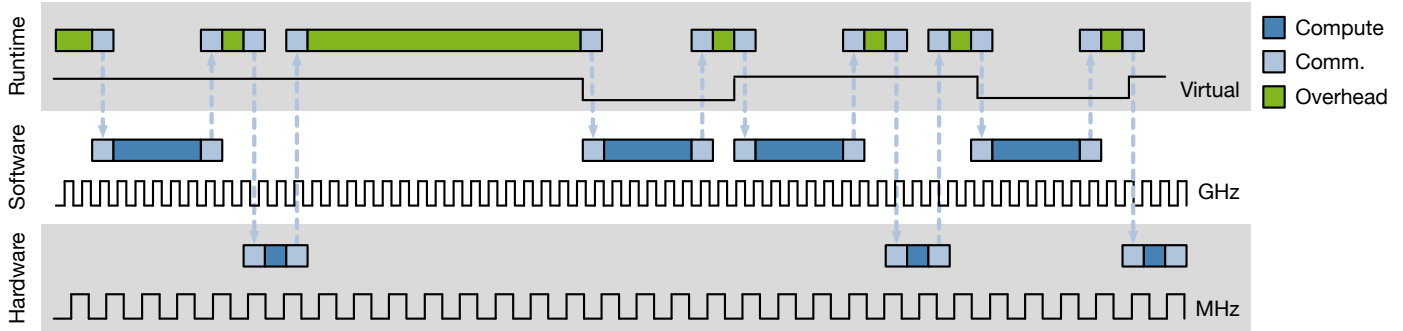 Runtime
Virtual
Software
GHz
Hardware
MHz
Compute
Comm.
Overhead